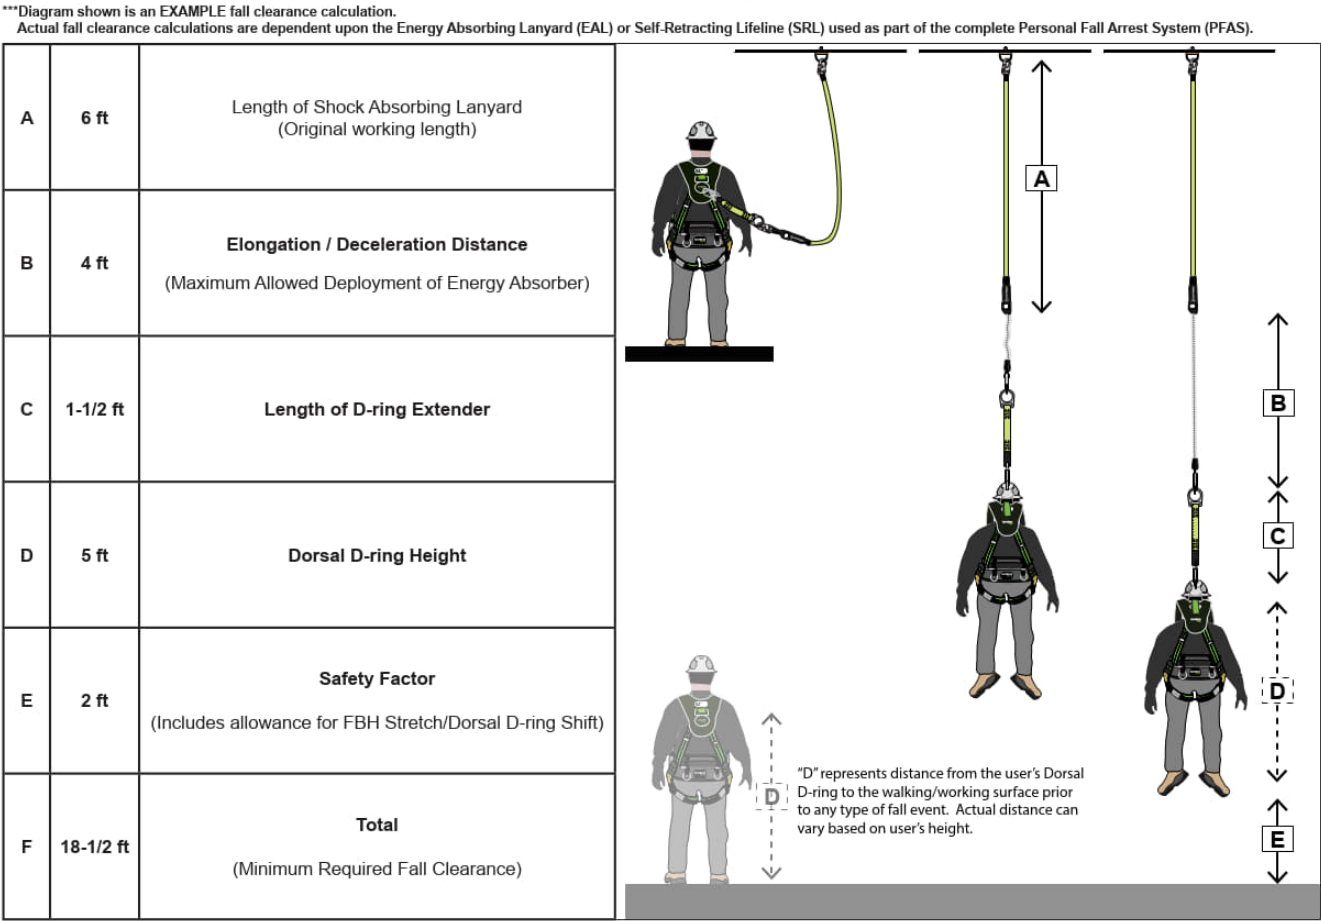 ***Diagram shown is an EXAMPLE fall clearance calculation.
Actual fall clearance calculations are dependent upon the Energy Absorbing Lanyard (EAL) or Self-Retracting Lifeline (SRL) used as part of the complete Personal Fall Arrest System (PFAS).
A
6 ft
Length of Shock Absorbing Lanyard
(Original working length)
B
4 ft
Elongation / Deceleration Distance
(Maximum Allowed Deployment of Energy Absorber)
C
1-1/2 ft
Length of D-ring Extender
D
5 ft
Dorsal D-ring Height
E
2 ft
Safety Factor
(Includes allowance for FBH Stretch/Dorsal D-ring Shift)
F
18-1/2 ft
Total
(Minimum Required Fall Clearance)
A
B
C
D
E
D
"D" represents distance from the user's Dorsal
D-ring to the walking/working surface prior
to any type of fall event.  Actual distance can
vary based on user's height.